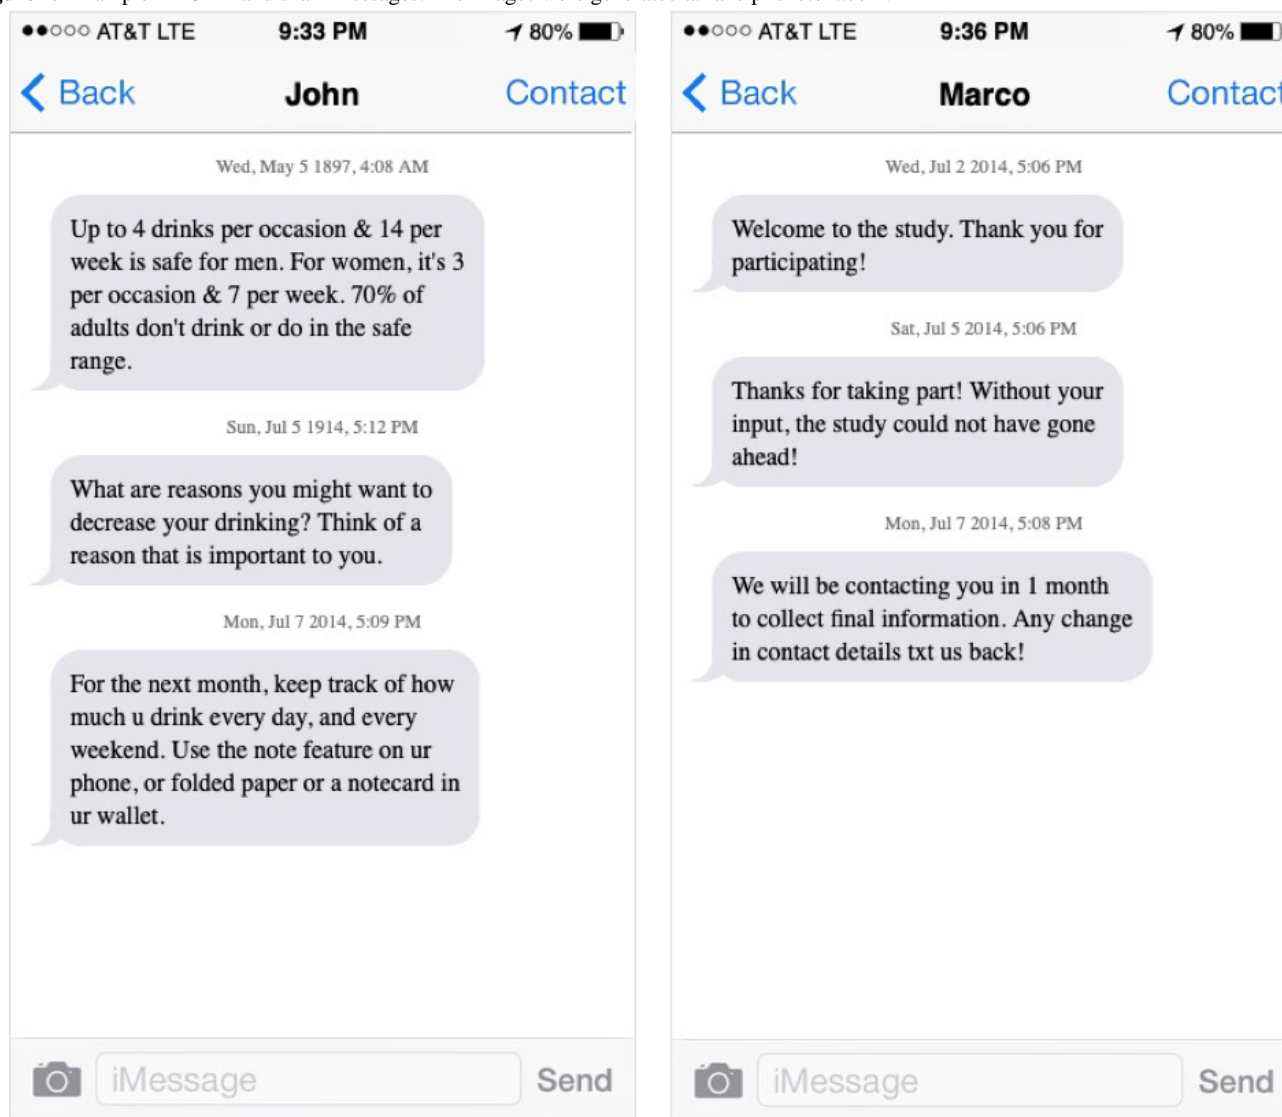 AT&T LTE 9:33 PM 80%
Back John Contact
Wed, May 5 1897, 4:08 AM
Up to 4 drinks per occasion & 14 per
week is safe for men. For women, it's 3
per occasion & 7 per week. 70% of
adults don't drink or do in the safe
range.
Sun, Jul 5 1914, 5:12 PM
What are reasons you might want to
decrease your drinking? Think of a
reason that is important to you.
Mon, Jul 7 2014, 5:09 PM
For the next month, keep track of how
much u drink every day, and every
weekend. Use the note feature on ur
phone, or folded paper or a notecard in
ur wallet.
iMessage Send
AT&T LTE 9:36 PM 80%
Back Marco Contact
Wed, Jul 2 2014, 5:06 PM
Welcome to the study. Thank you for
participating!
Sat, Jul 5 2014, 5:06 PM
Thanks for taking part! Without your
input, the study could not have gone
ahead!
Mon, Jul 7 2014, 5:08 PM
We will be contacting you in 1 month
to collect final information. Any change
in contact details txt us back!
iMessage Send